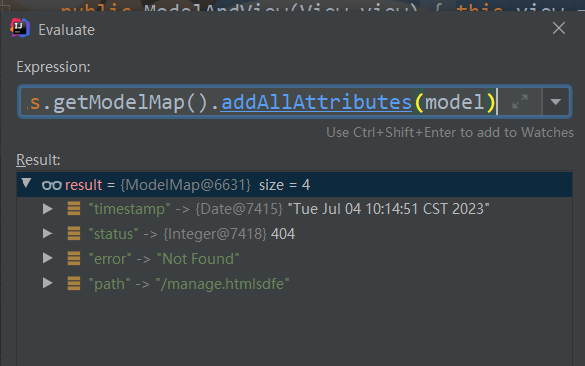 public ModelAndView(View view) { this.view =
Evaluate
Expression:
s.getModelMap().addAllAttributes(model)
Use Ctrl+Shift+Enter to add to Watches
Result:
result = {ModelMap@6631} size = 4
"timestamp" -> {Date@7415} "Tue Jul 04 10:14:51 CST 2023"
"status" -> {Integer@7418} 404
"error" -> "Not Found"
"path" -> "/manage.htmlsdfe"